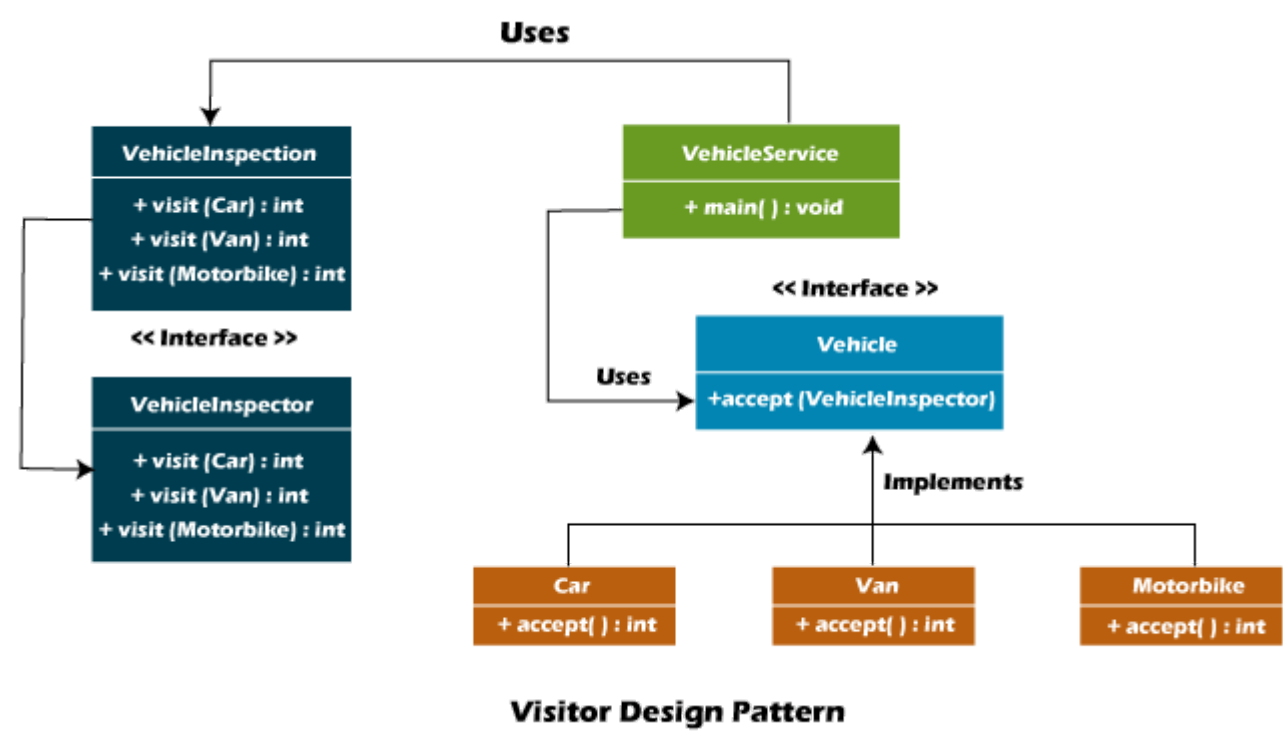 Uses
VehicleInspection
+ visit (Car) : int
+ visit (Van) : int
+ visit (Motorbike) : int
<< Interface >>
VehicleInspector
+ visit (Car) : int
+ visit (Van) : int
+ visit (Motorbike) : int
VehicleService
+ main( ) : void
<< Interface >>
Vehicle
+accept (VehicleInspector)
Uses
Implements
Car
+ accept( ) : int
Van
+ accept( ) : int
Motorbike
+ accept( ) : int
Visitor Design Pattern